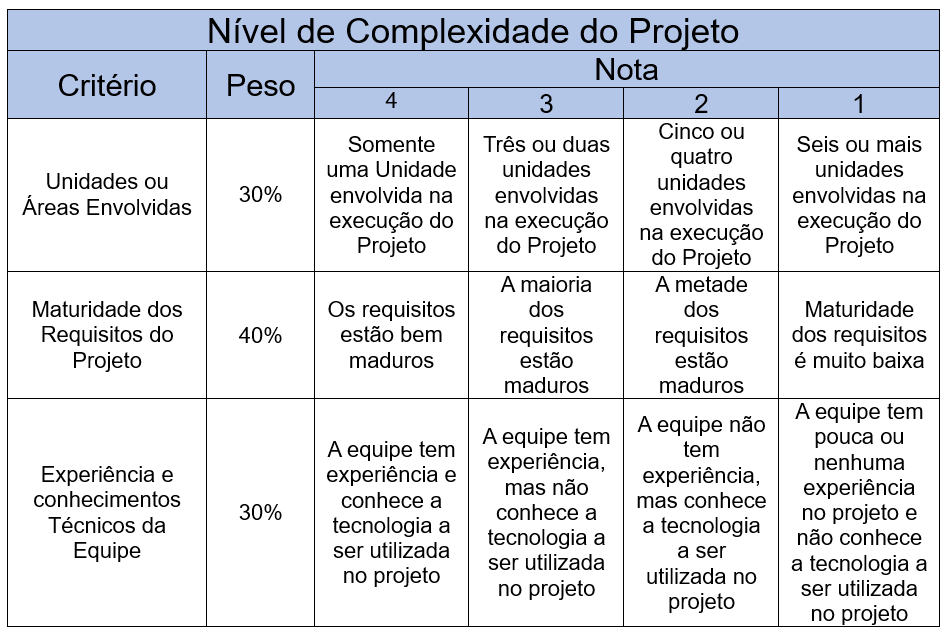 Nível de Complexidade do Projeto
Critério
Peso
Nota
4
3
2
1
Unidades ou
Áreas Envolvidas
30%
Somente
uma Unidade
envolvida na
execução do
Projeto
Três ou duas
unidades
envolvidas
na execução
do Projeto
Cinco ou
quatro
unidades
envolvidas
na execução
do Projeto
Seis ou mais
unidades
envolvidas na
execução do
Projeto
Maturidade dos
Requisitos do
Projeto
40%
Os requisitos
estão bem
maduros
A maioria
dos
requisitos
estão
maduros
A metade
dos
requisitos
estão
maduros
Maturidade
dos requisitos
é muito baixa
Experiência e
conhecimentos
Técnicos da
Equipe
30%
A equipe tem
experiência e
conhece a
tecnologia a
ser utilizada
no projeto
A equipe tem
experiência,
mas não
conhece a
tecnologia a
ser utilizada
no projeto
A equipe não
tem
experiência,
mas conhece
a tecnologia
a ser
utilizada no
projeto
A equipe tem
pouca ou
nenhuma
experiência
no projeto e
não conhece
a tecnologia a
ser utilizada
no projeto